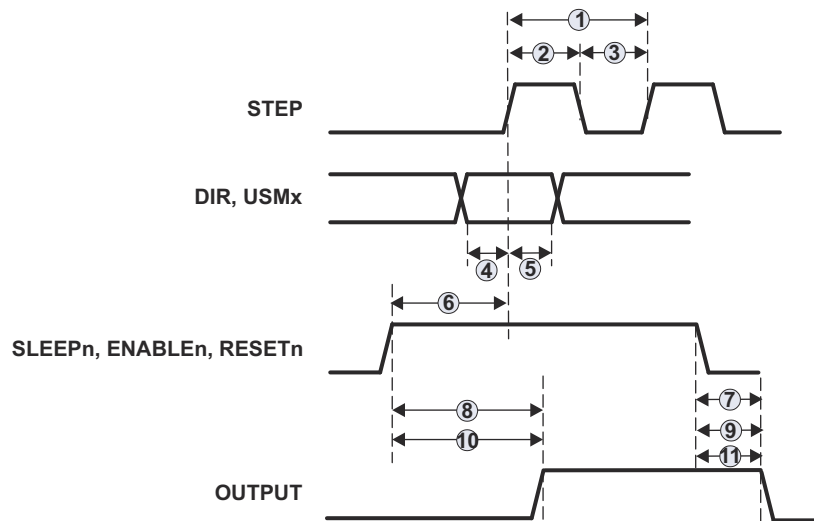 1
2 3
STEP
DIR, USMx
4 5
6
SLEEPn, ENABLEn, RESETn
7
8
9
10
11
OUTPUT